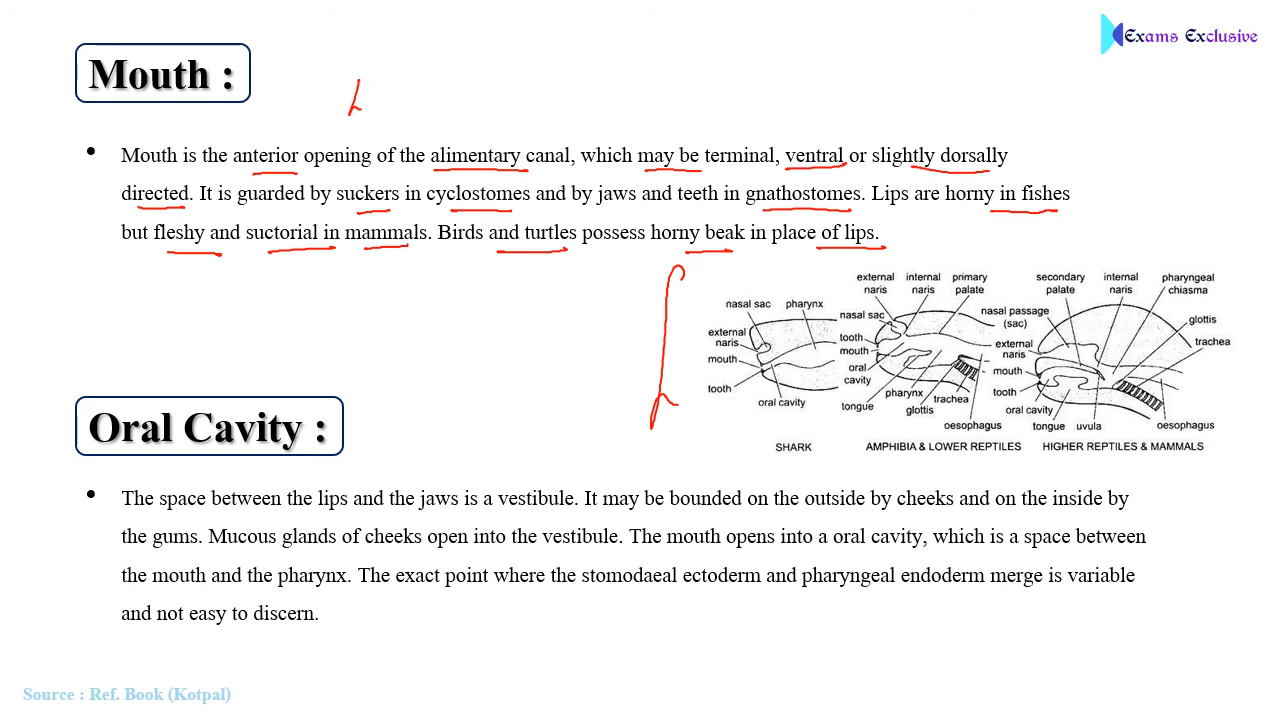 Exams Exclusive
Mouth :
• Mouth is the anterior opening of the alimentary canal, which may be terminal, ventral or slightly dorsally
directed. It is guarded by suckers in cyclostomes and by jaws and teeth in gnathostomes. Lips are horny in fishes
but fleshy and suctorial in mammals. Birds and turtles possess horny beak in place of lips.
nasal sac
pharynx
external
naris
mouth
tooth
oral cavity
SHARK
external
naris
internal
naris
primary
palate
nasal sac
tooth
mouth
oral
cavity
tongue
pharynx
glottis
trachea
oesophagus
AMPHIBIA & LOWER REPTILES
secondary
palate
internal
naris
pharyngeal
chiasma
nasal passage
(sac)
glottis
trachea
external
naris
mouth
tooth
oral cavity
tongue
uvula
oesophagus
HIGHER REPTILES & MAMMALS
Oral Cavity :
• The space between the lips and the jaws is a vestibule. It may be bounded on the outside by cheeks and on the inside by
the gums. Mucous glands of cheeks open into the vestibule. The mouth opens into a oral cavity, which is a space between
the mouth and the pharynx. The exact point where the stomodaeal ectoderm and pharyngeal endoderm merge is variable
and not easy to discern.
Source : Ref. Book (Kotpal)